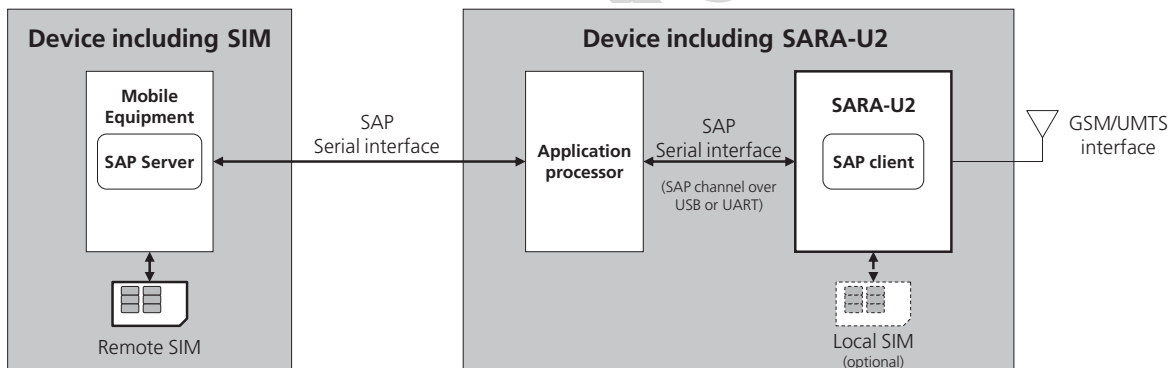 Device including SIM
Device including SARA-U2
Mobile
Equipment
SAP Server
SAP
Serial interface
Application
processor
SAP
Serial interface
(SAP channel over
USB or UART)
SARA-U2
SAP client
GSM/UMTS
interface
Remote SIM
Local SIM
(optional)